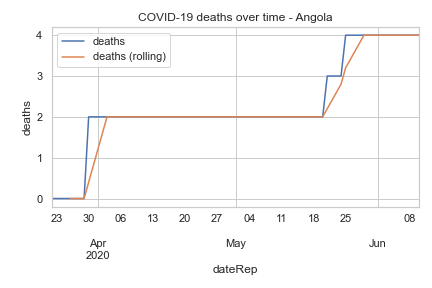 COVID-19 deaths over time - Angola
deaths
deaths (rolling)
4
3
2
1
0
deaths
23 30 06 13 20 27 04 11 18 25 08
Apr May Jun
2020
dateRep